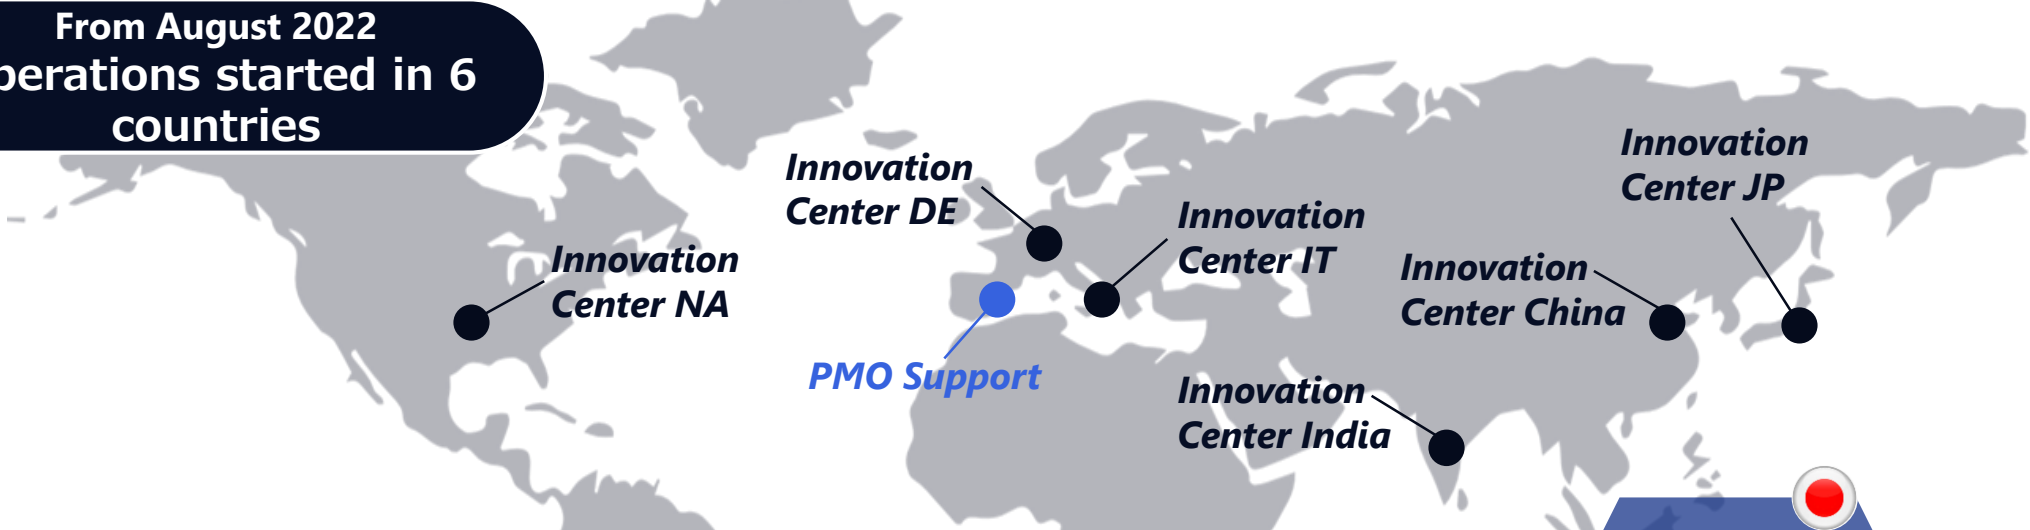 From August 2022
perations started in 6
countries
Innovation
Center NA
Innovation
Center DE
PMO Support
Innovation
Center IT
Innovation
Center India
Innovation
Center China
Innovation
Center JP